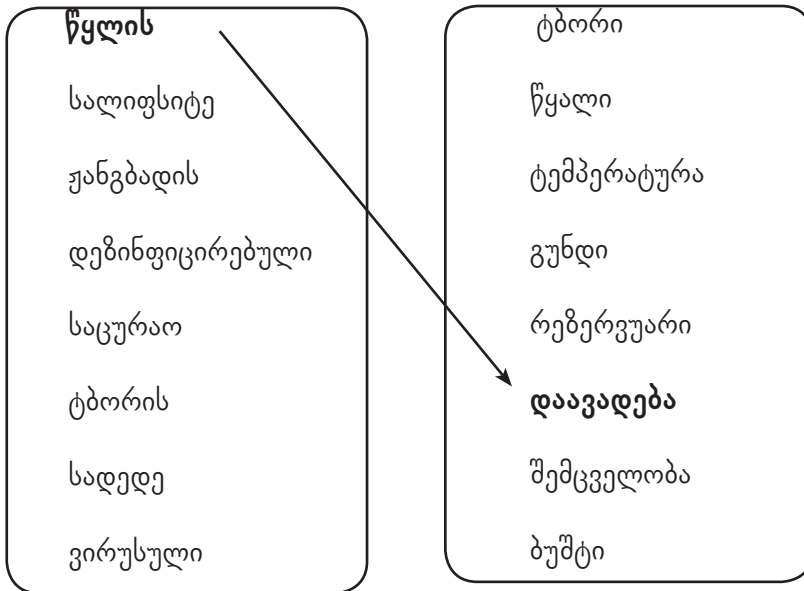 წყლის
სალიფსიტე
ჟანგბადის
დეზინფიცირებული
საცურაო
ტბორის
სადედე
ვირუსული
ტბორი
წყალი
ტემპერატურა
გუნდი
რეზერვუარი
დაავადება
შემცველობა
ბუშტი